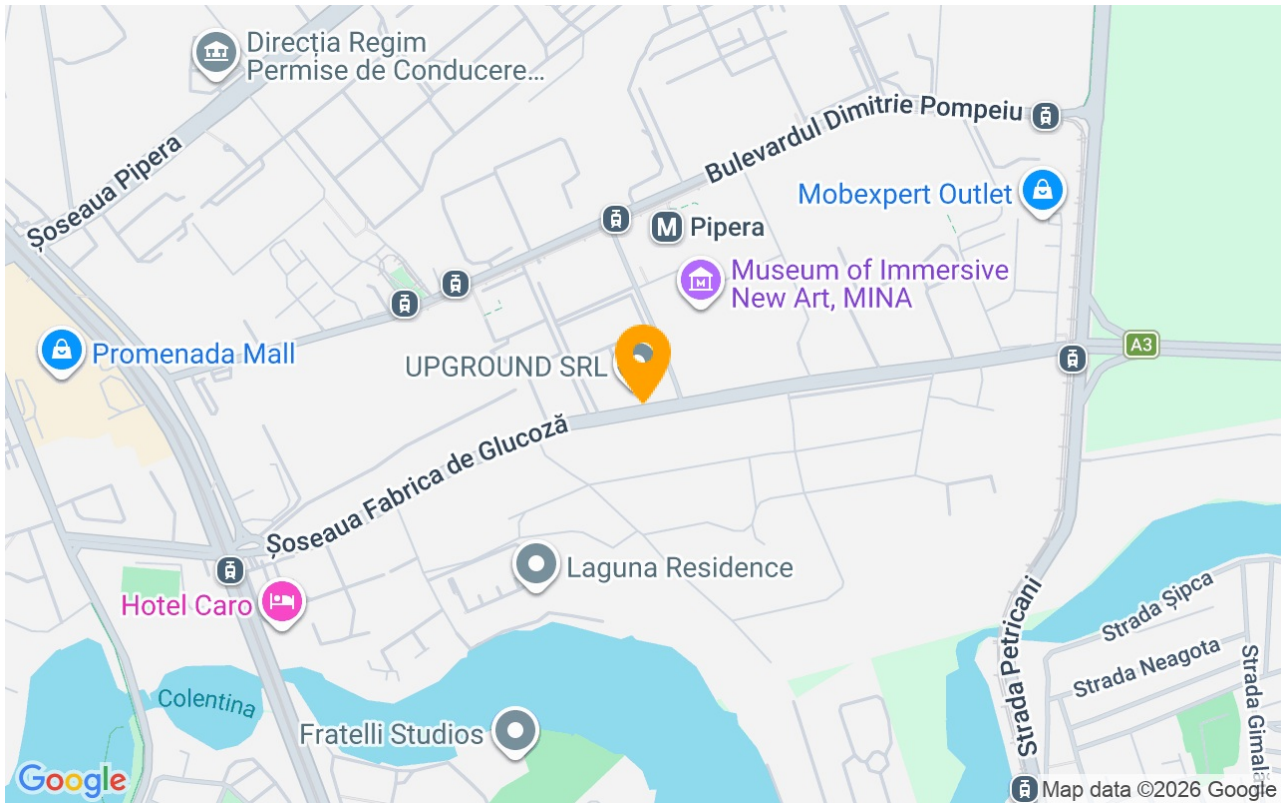 Direcția Regim
Permise de Conducere...
Șoseaua Pipera
Bulevardul Dimitrie Pompeiu
Mobexpert Outlet
M Pipera
Museum of Immersive
New Art, MINA
M
Promenada Mall
UPGROUND SRL
A3
Șoseaua Fabrica de Glucoză
Laguna Residence
Hotel Caro
Strada Petricani
Strada Șipca
Strada Neagota
Strada Gimala
Colentina
Fratelli Studios
Google
Map data ©2026 Google